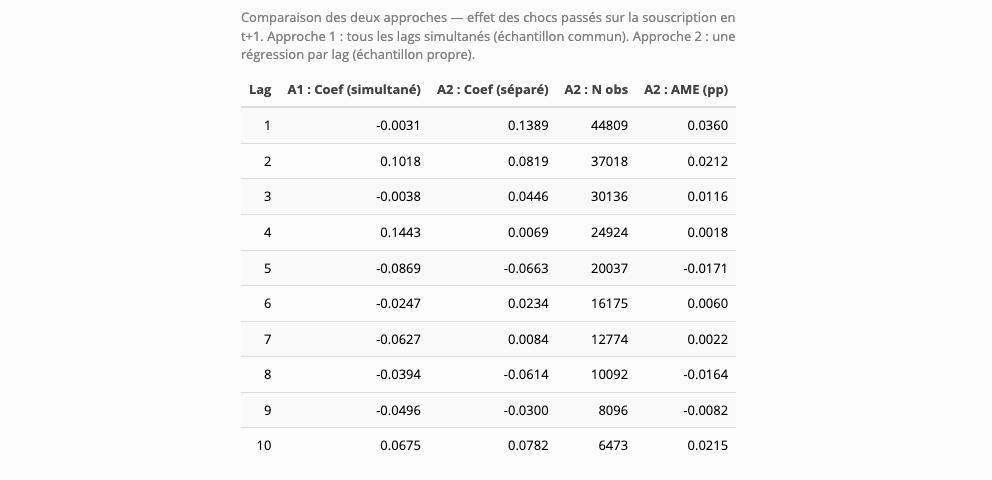 Comparaison des deux approches — effet des chocs passés sur la souscription en
t+1. Approche 1 : tous les lags simultanés (échantillon commun). Approche 2 : une
régression par lag (échantillon propre).
Lag A1 : Coef (simultané) A2 : Coef (séparé) A2 : N obs A2 : AME (pp)
1 -0.0031 0.1389 44809 0.0360
2 0.1018 0.0819 37018 0.0212
3 -0.0038 0.0446 30136 0.0116
4 0.1443 0.0069 24924 0.0018
5 -0.0869 -0.0663 20037 -0.0171
6 -0.0247 0.0234 16175 0.0060
7 -0.0627 0.0084 12774 0.0022
8 -0.0394 -0.0614 10092 -0.0164
9 -0.0496 -0.0300 8096 -0.0082
10 0.0675 0.0782 6473 0.0215